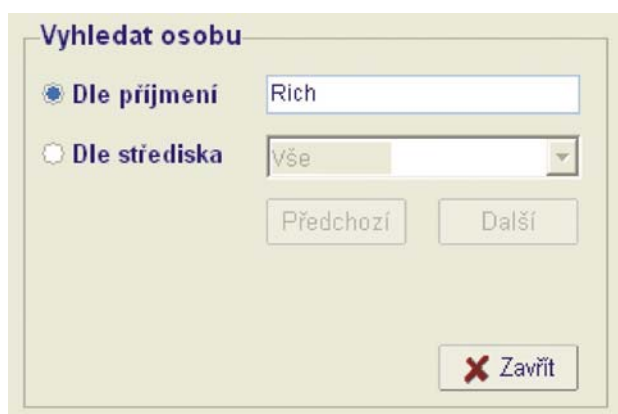 Vyhledat osobu
Dle příjmení Rich
Dle střediska Vše
Předchozí Další
Zavřít